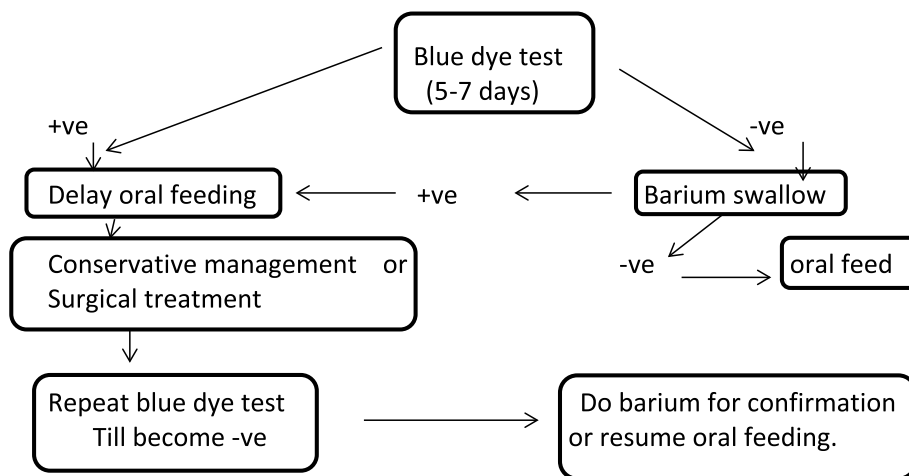 Blue dye test
(5-7 days)
+ve
-ve
Delay oral feeding
+ve
Barium swallow
Conservative management or
Surgical treatment
-ve
oral feed
Repeat blue dye test
Till become -ve
Do barium for confirmation
or resume oral feeding.